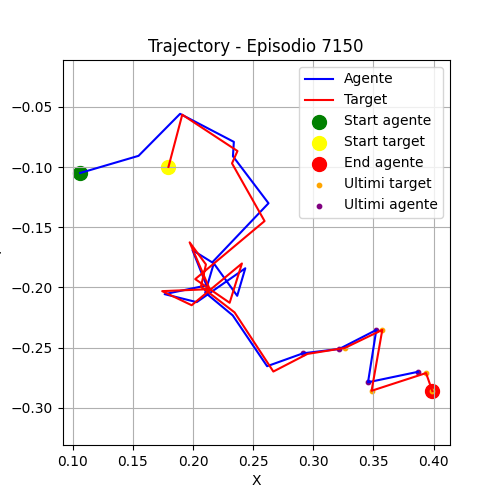 Trajectory - Episodio 7150
Agente
Target
Start agente
Start target
End agente
Ultimi target
Ultimi agente
−0.05
−0.10
−0.15
−0.20
−0.25
−0.30
0.10 0.15 0.20 0.25 0.30 0.35 0.40
X